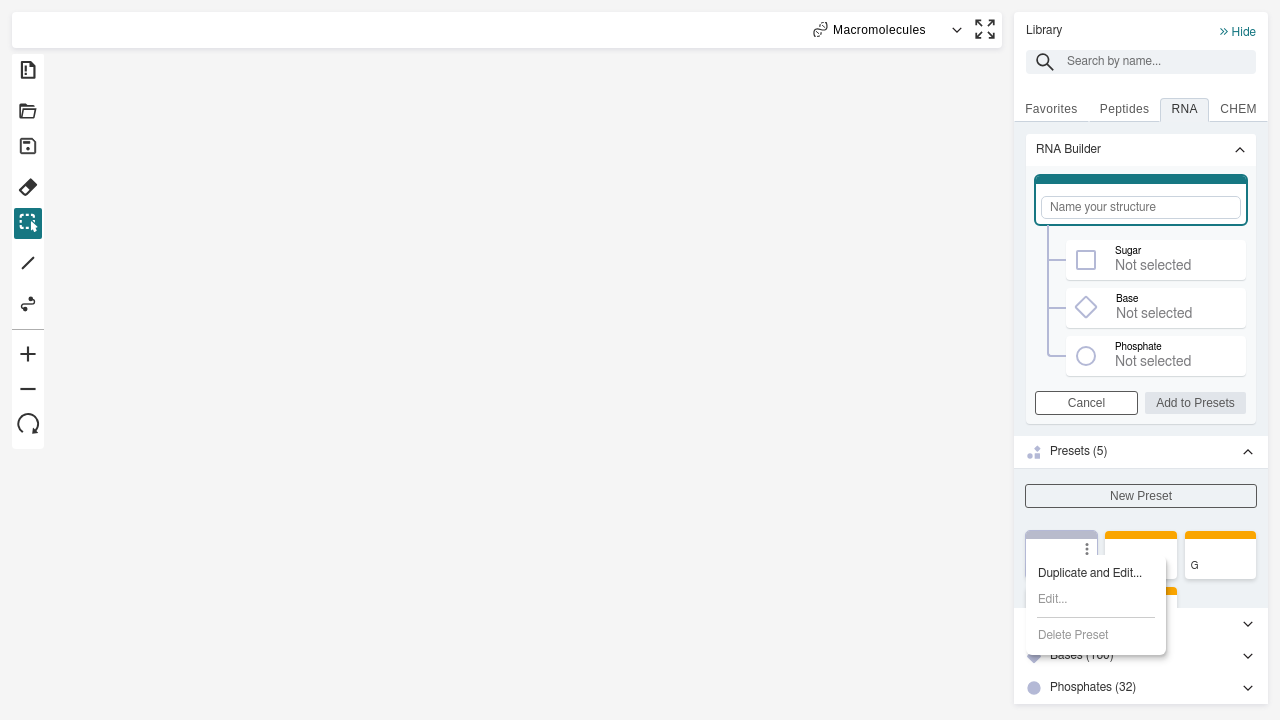 Macromolecules
Library
Hide
Search by name...
Favorites
Peptides
RNA
CHEM
RNA Builder
Name your structure
Sugar
Not selected
Base
Not selected
Phosphate
Not selected
Cancel
Add to Presets
Presets (5)
New Preset
G
Duplicate and Edit...
Edit...
Delete Preset
Bases (160)
Phosphates (32)